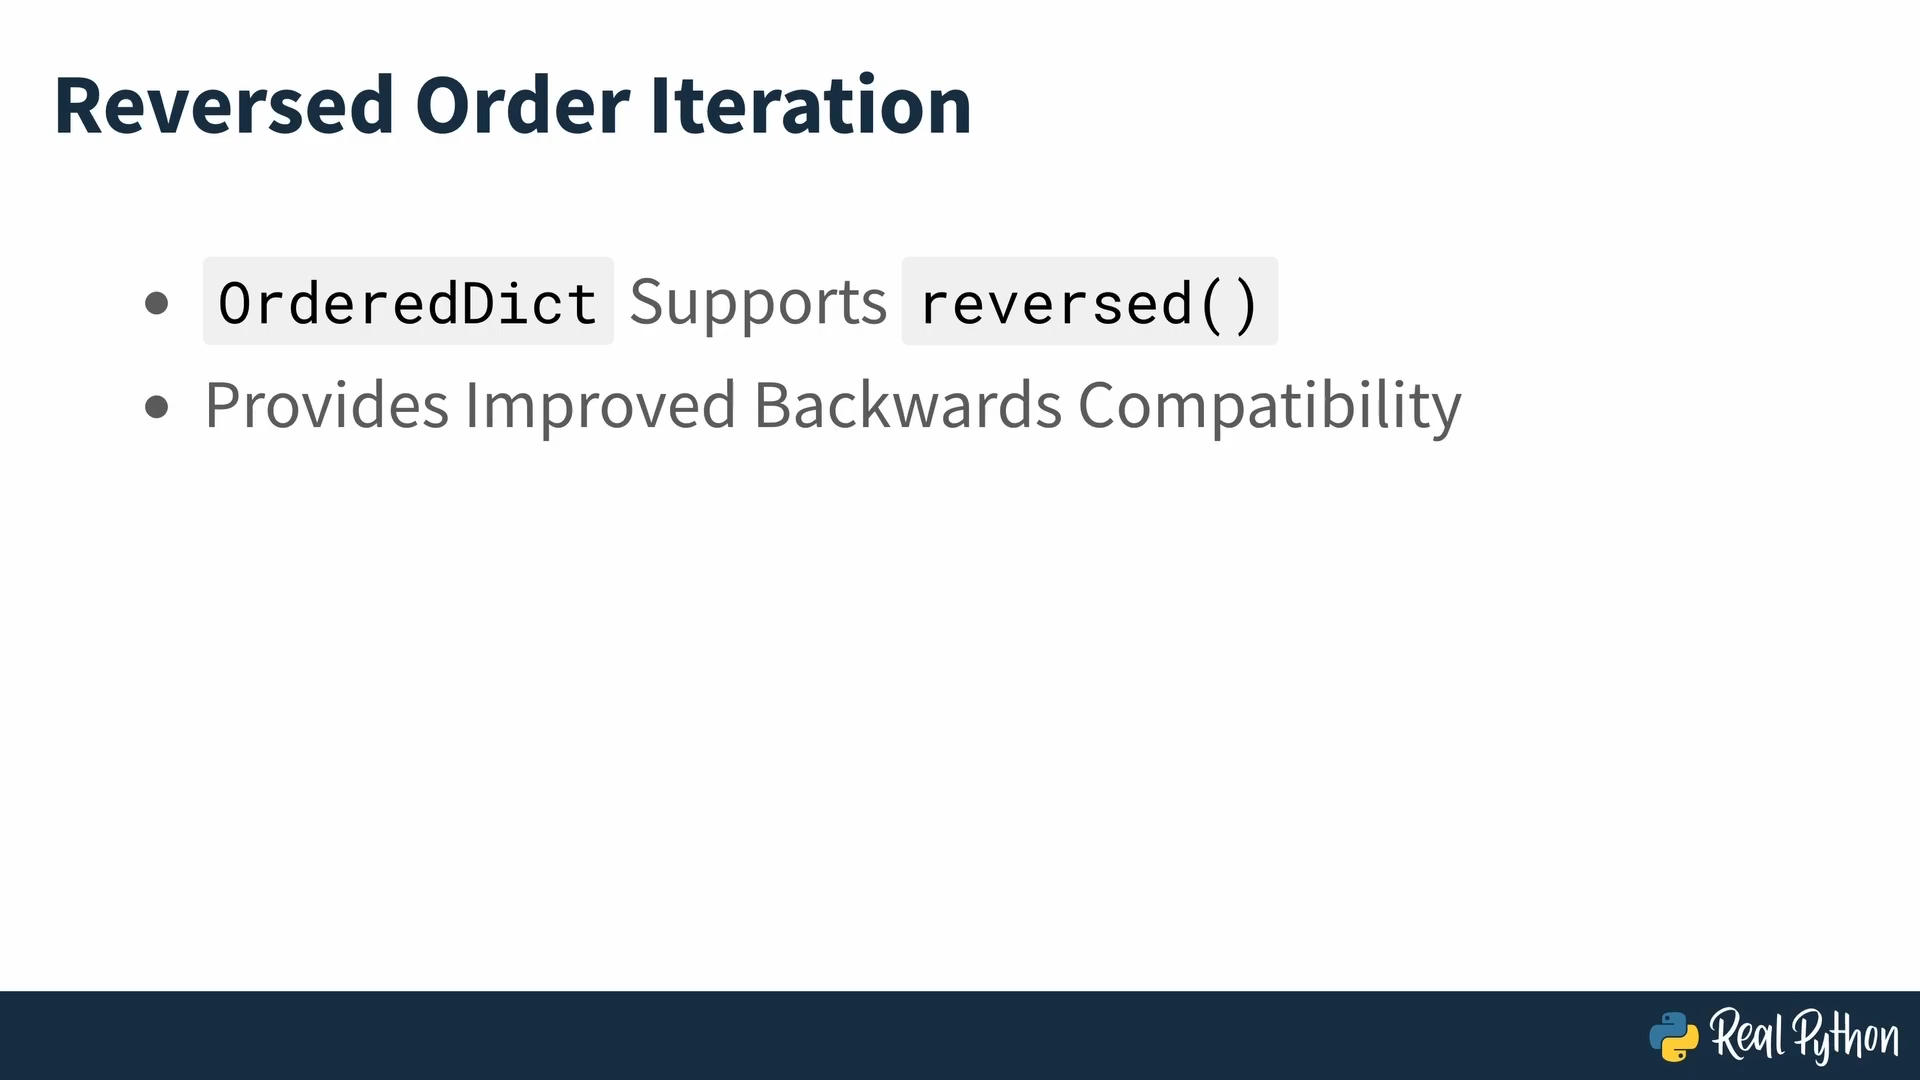 Reversed Order Iteration
• OrderedDict Supports reversed()
• Provides Improved Backwards Compatibility
Real Python